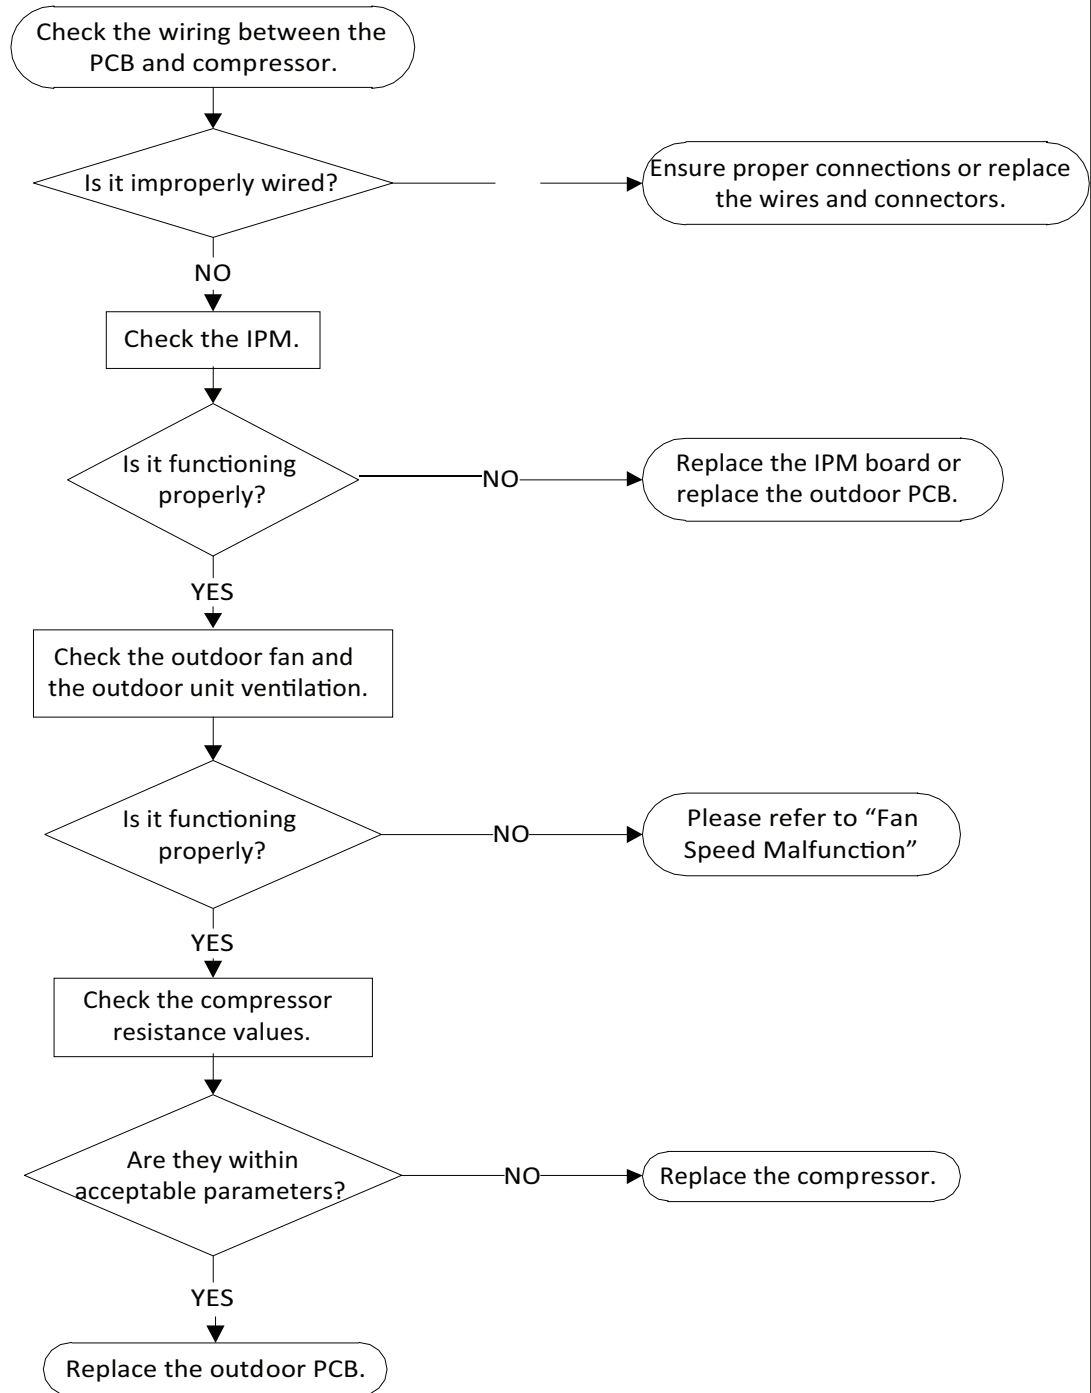 Check the wiring between the
PCB and compressor.
Is it improperly wired?
Ensure proper connections or replace
the wires and connectors.
NO
Check the IPM.
Is it functioning
properly?
NO
Replace the IPM board or
replace the outdoor PCB.
YES
Check the outdoor fan and
the outdoor unit ventilation.
Is it functioning
properly?
NO
Please refer to “Fan
Speed Malfunction”
YES
Check the compressor
resistance values.
Are they within
acceptable parameters?
NO
Replace the compressor.
YES
Replace the outdoor PCB.